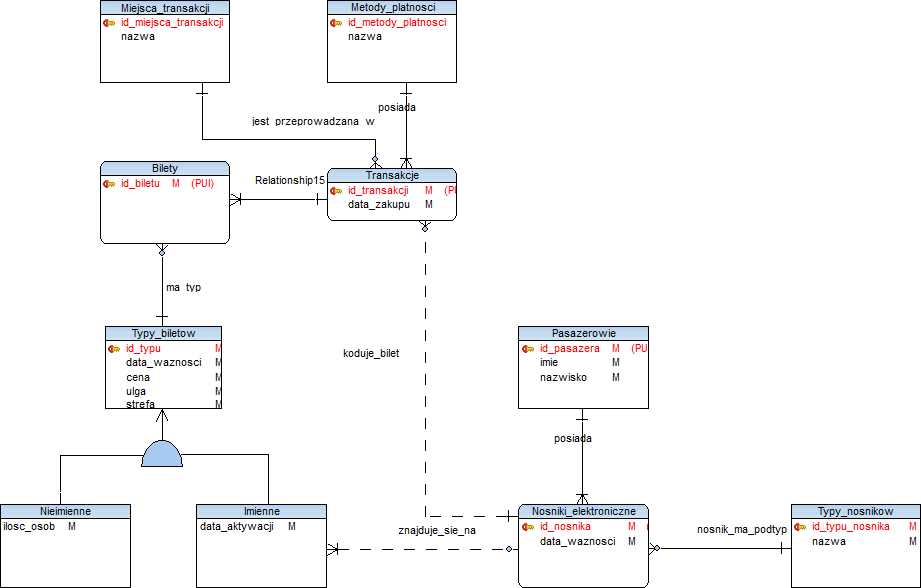 Miejsca_transakcji
id_miejsca_transakcji
nazwa
Metody_platnosci
id_metody_platnosci
nazwa
posiada
jest_przeprowadzana_w
Bilety
id_biletu M (PUI)
Relationship15
Transakcje
id_transakcji M (PI
data_zakupu M
ma_typ
Typy_biletow
id_typu M
data_waznosci M
cena M
ulga M
strefa M
koduje_bilet
Pasazerowie
id_pasazera M (PU
imie M
nazwisko M
posiada
Nieimienne
ilosc_osob M
Imienne
data_aktywacji M
znajduje_sie_na
Nosniki_elektroniczne
id_nosnika M (
data_waznosci M
nosnik_ma_podtyp
Typy_nosnikow
id_typu_nosnika M
nazwa M